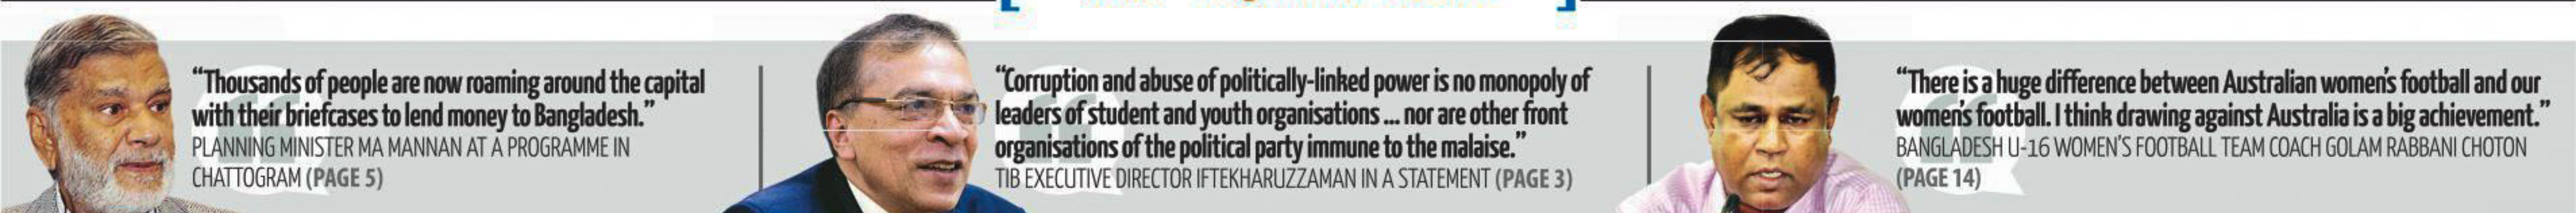 “Thousands of people are now roaming around the capital
with their briefcases to lend money to Bangladesh.”
PLANNING MINISTER MA MANNAN AT A PROGRAMME IN
CHATTOGRAM (PAGE 5)
“Corruption and abuse of politically-linked power is no monopoly of
leaders of student and youth organisations ... nor are other front
organisations of the political party immune to the malaise.”
TIB EXECUTIVE DIRECTOR IFTEKHARUZZAMAN IN A STATEMENT (PAGE 3)
“There is a huge difference between Australian women's football and our
women's football. I think drawing against Australia is a big achievement.”
BANGLADESH U-16 WOMEN'S FOOTBALL TEAM COACH GOLAM RABBANI CHOTON
(PAGE 14)